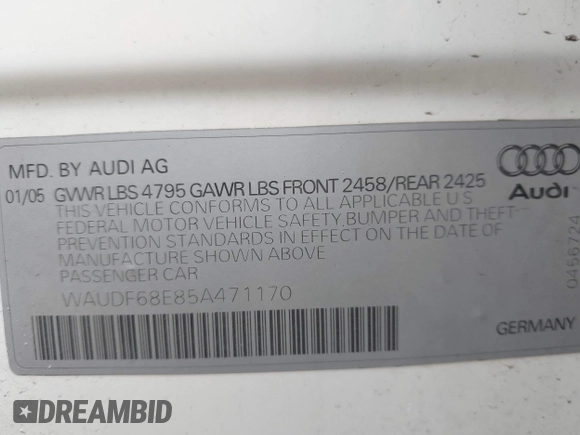 MFD. BY AUDI AG
01/05 GVWR LBS 4795 GAWR LBS FRONT 2458/REAR 2425
THIS VEHICLE CONFORMS TO ALL APPLICABLE U S
FEDERAL MOTOR VEHICLE SAFETY,BUMPER AND THEFT
PREVENTION STANDARDS IN EFFECT ON THE DATE OF
MANUFACTURE SHOWN ABOVE
PASSENGER CAR
WAUDF68E85A471170
Audi
0466724
GERMANY
DREAMBID